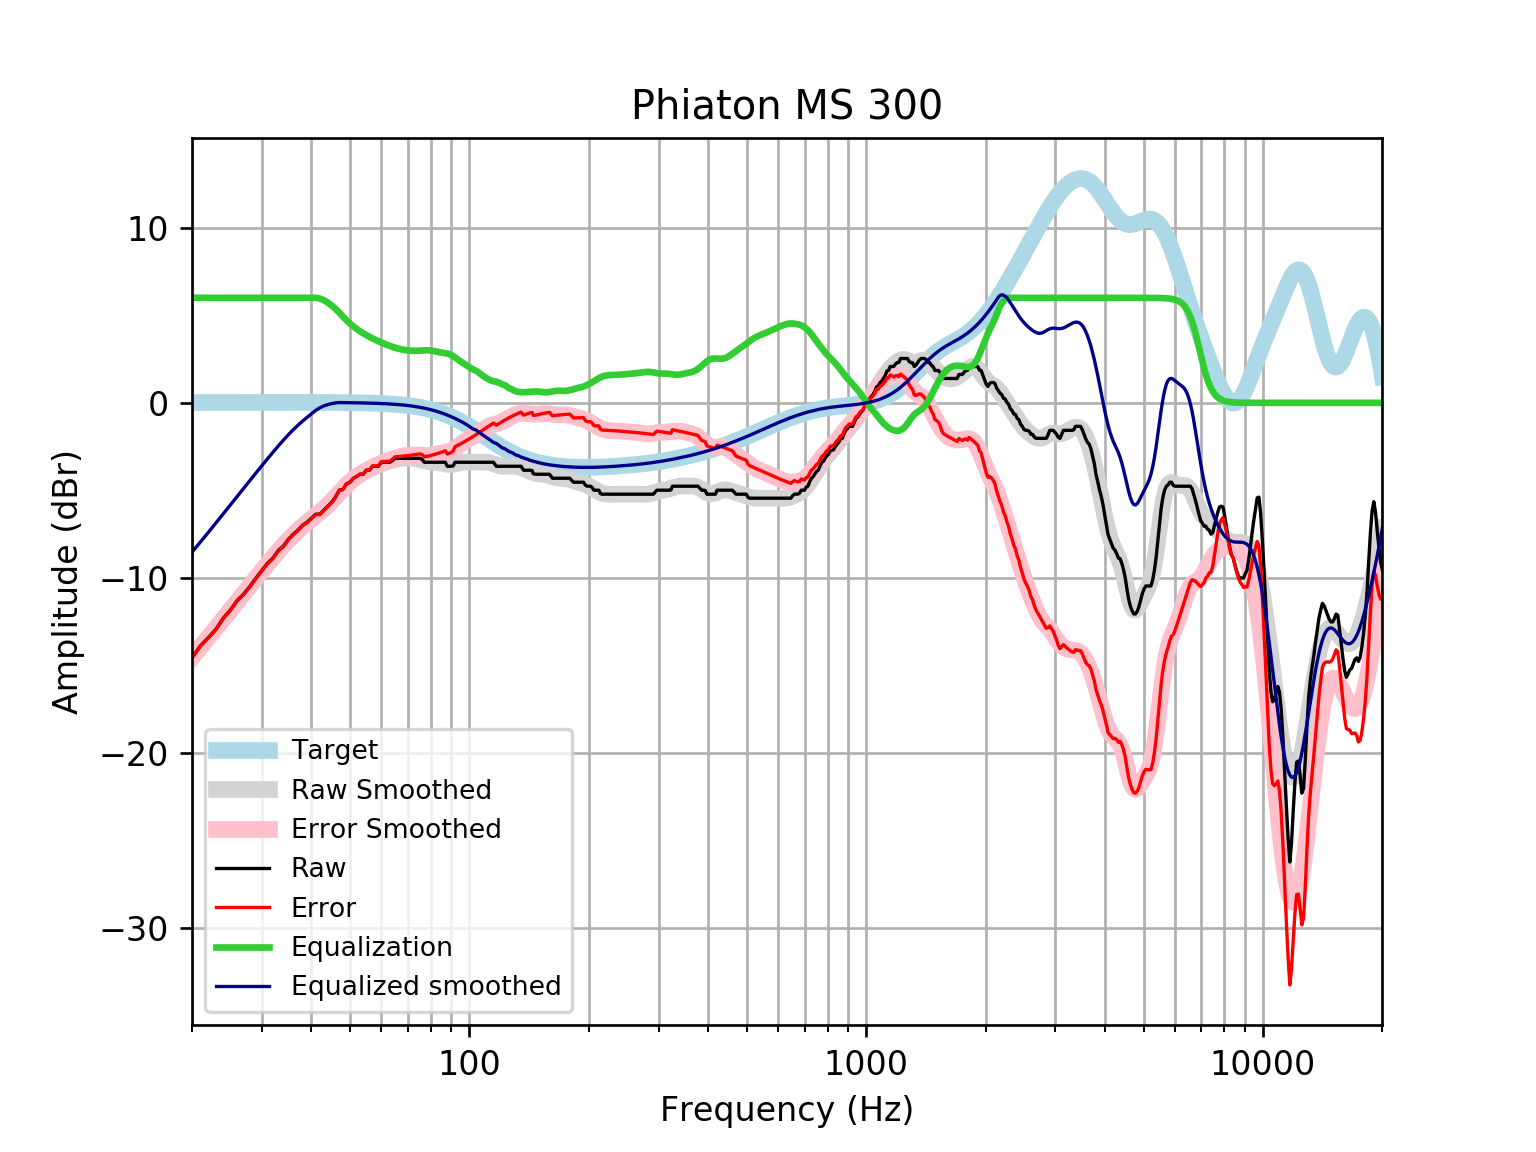 Phiaton MS 300
Amplitude (dBr)
10
0
−10
−20
−30
Target
Raw Smoothed
Error Smoothed
Raw
Error
Equalization
Equalized smoothed
100
1000
10000
Frequency (Hz)